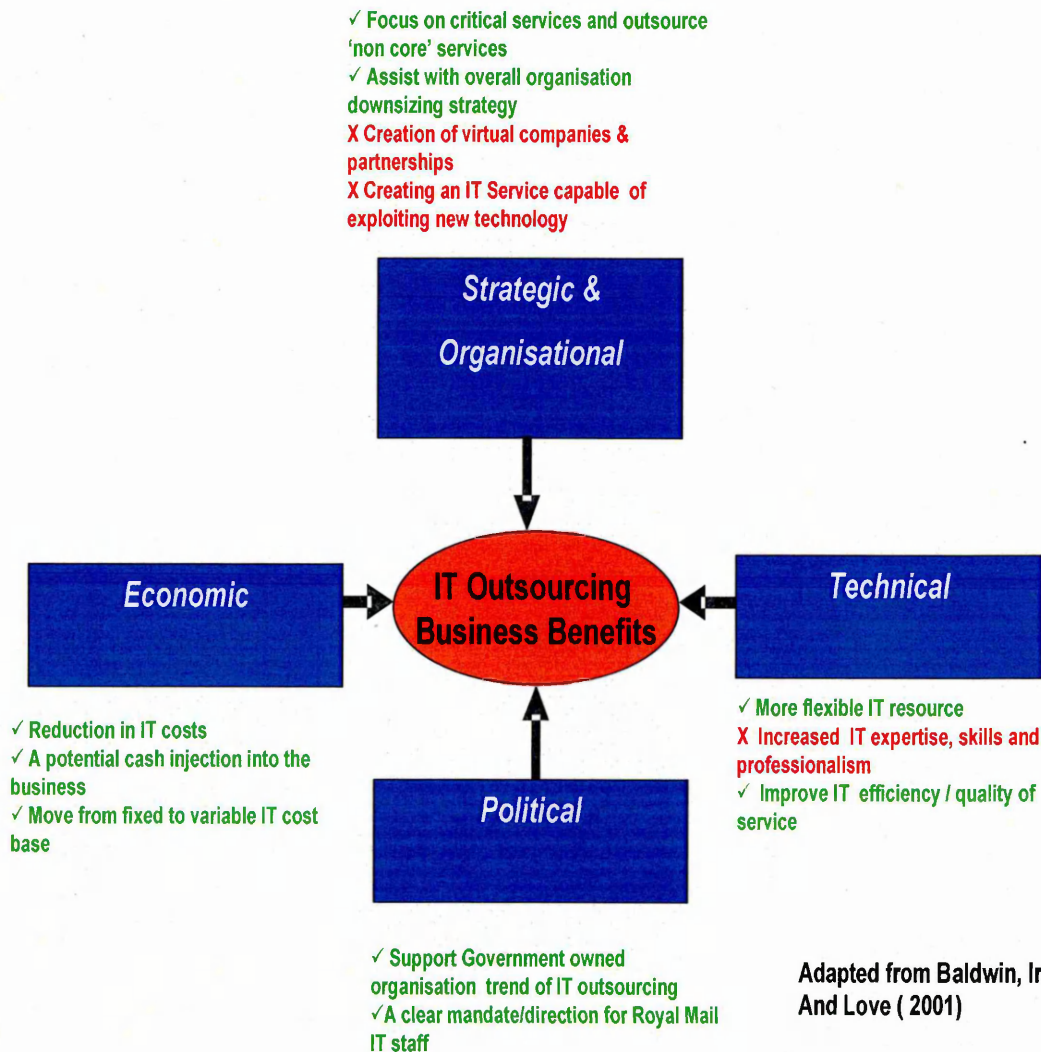 ✓ Focus on critical services and outsource
'non core' services
✓ Assist with overall organisation
downsizing strategy
X Creation of virtual companies &
partnerships
X Creating an IT Service capable of
exploiting new technology
Strategic &
Organisational
Economic
IT Outsourcing
Business Benefits
Technical
✓ Reduction in IT costs
✓ A potential cash injection into the
business
✓ Move from fixed to variable IT cost
base
Political
✓ More flexible IT resource
X Increased IT expertise, skills and
professionalism
✓ Improve IT efficiency / quality of
service
✓ Support Government owned
organisation trend of IT outsourcing
✓A clear mandate/direction for Royal Mail
IT staff
Adapted from Baldwin,
And Love ( 2001)